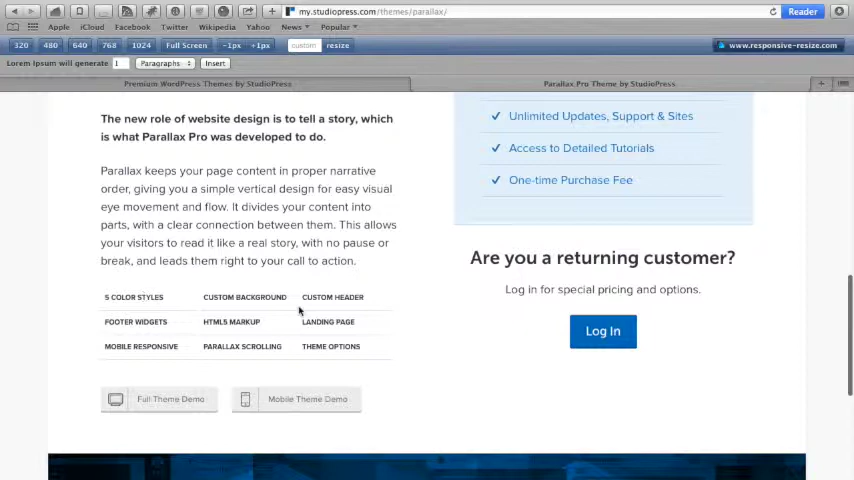 my.studiopress.com/themes/parallax/
Reader
Apple iCloud Facebook Twitter Wikipedia Yahoo News Popular
320 480 640 768 1024 Full Screen -1px +1px custom resize www.responsive-resize.com
Lorem Ipsum will generate 1 Paragraphs Insert
Premium WordPress Themes by StudioPress Parallax Pro Theme by StudioPress
The new role of website design is to tell a story, which
is what Parallax Pro was developed to do.
Parallax keeps your page content in proper narrative
order, giving you a simple vertical design for easy visual
eye movement and flow. It divides your content into
parts, with a clear connection between them. This allows
your visitors to read it like a real story, with no pause or
break, and leads them right to your call to action.
5 COLOR STYLES CUSTOM BACKGROUND CUSTOM HEADER
FOOTER WIDGETS HTML5 MARKUP LANDING PAGE
MOBILE RESPONSIVE PARALLAX SCROLLING THEME OPTIONS
Full Theme Demo Mobile Theme Demo
Unlimited Updates, Support & Sites
Access to Detailed Tutorials
One-time Purchase Fee
Are you a returning customer?
Log in for special pricing and options.
Log In